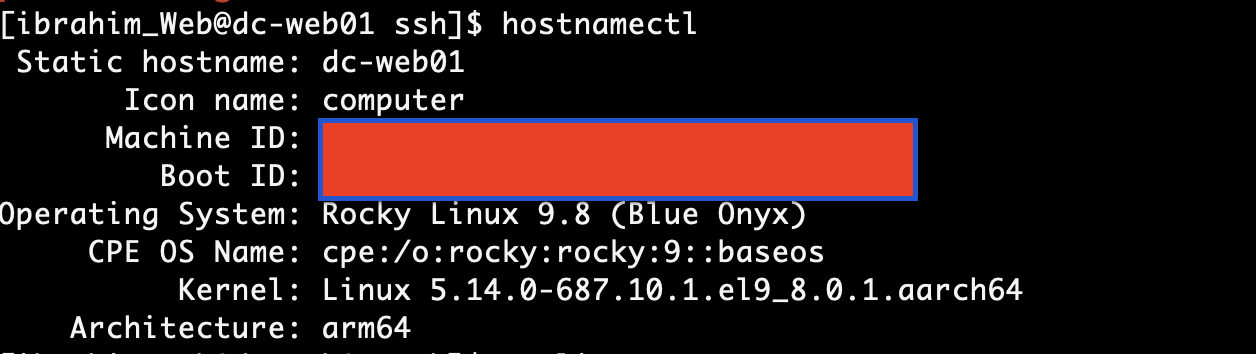 [ibrahim_Web@dc-web01 ssh]$ hostnamectl
Static hostname: dc-web01
Icon name: computer
Machine ID:
Boot ID:
Operating System: Rocky Linux 9.8 (Blue Onyx)
CPE OS Name: cpe:/o:rocky:rocky:9::baseos
Kernel: Linux 5.14.0-687.10.1.el9_8.0.1.aarch64
Architecture: arm64